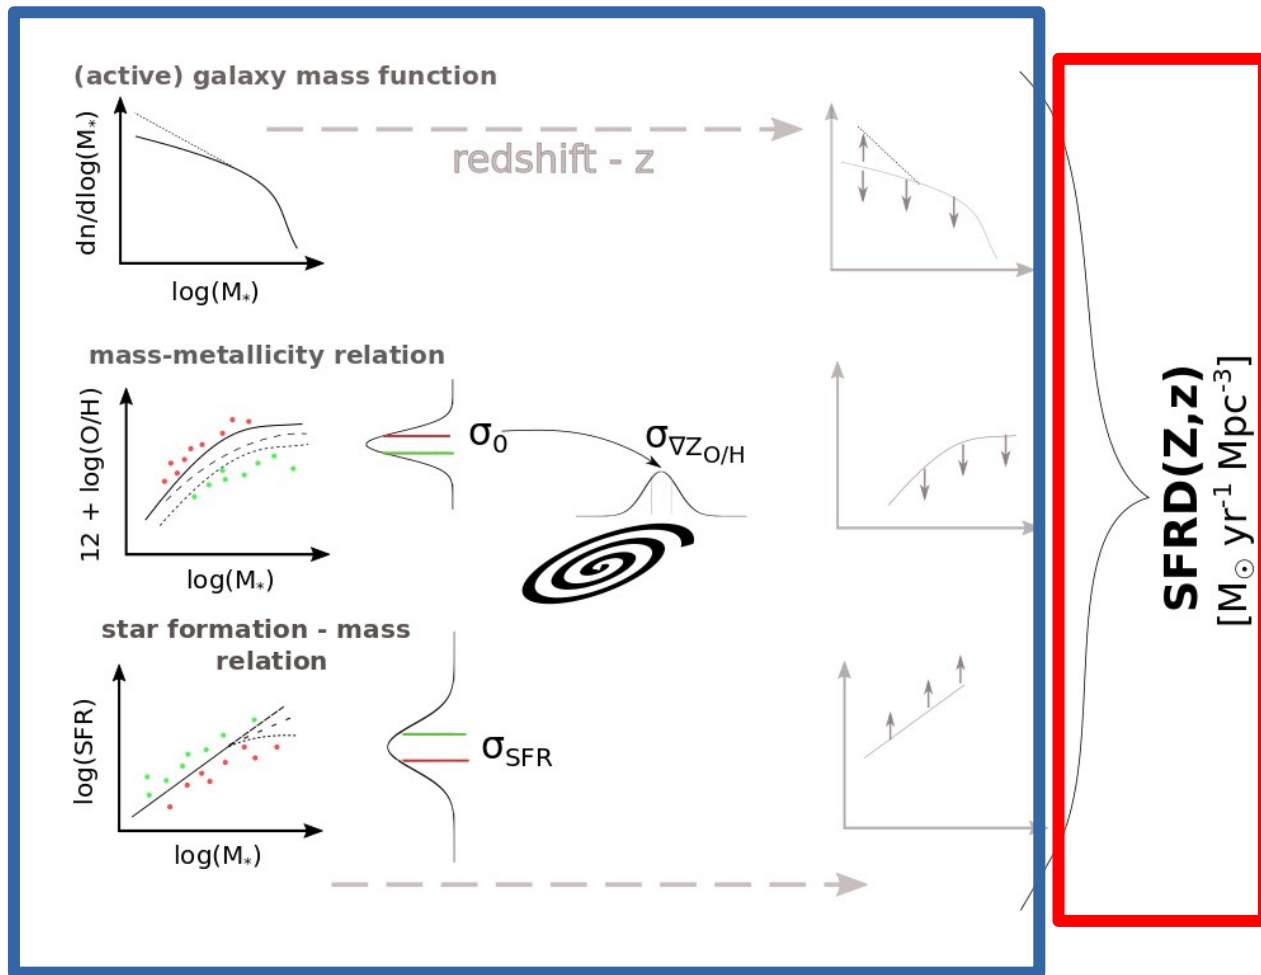 (active) galaxy mass function
dn/dlog(M*)
log(M*)
redshift - z
mass-metallicity relation
12 + log(O/H)
log(M*)
σ0
σ∇ZO/H
star formation - mass
relation
log(SFR)
log(M*)
σSFR
SFRD(Z,z)
[M☉ yr-1 Mpc-3]